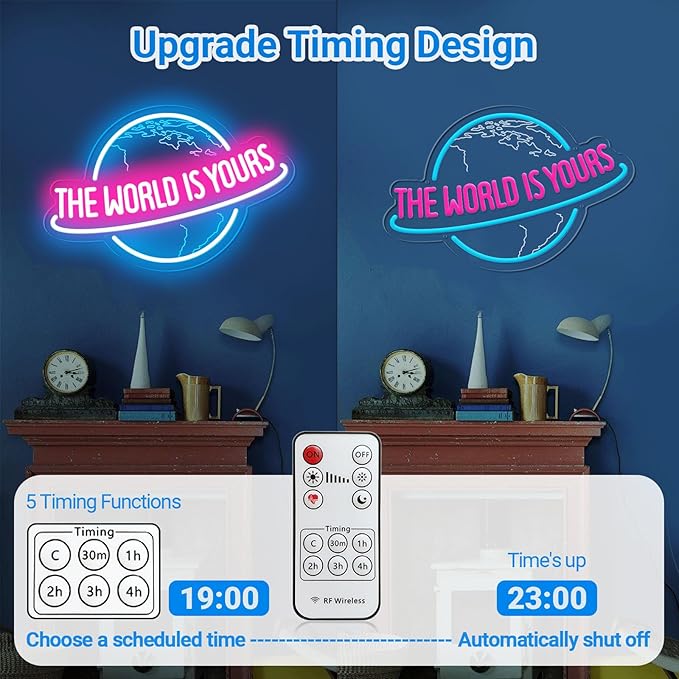 Upgrade Timing Design
THE WORLD IS YOURS
THE WORLD IS YOURS
5 Timing Functions
Timing
C 30m 1h
2h 3h 4h
19:00
ON OFF
Timing
C 30m 1h
2h 3h 4h
RF Wireless
Time's up
23:00
Choose a scheduled time
Automatically shut off